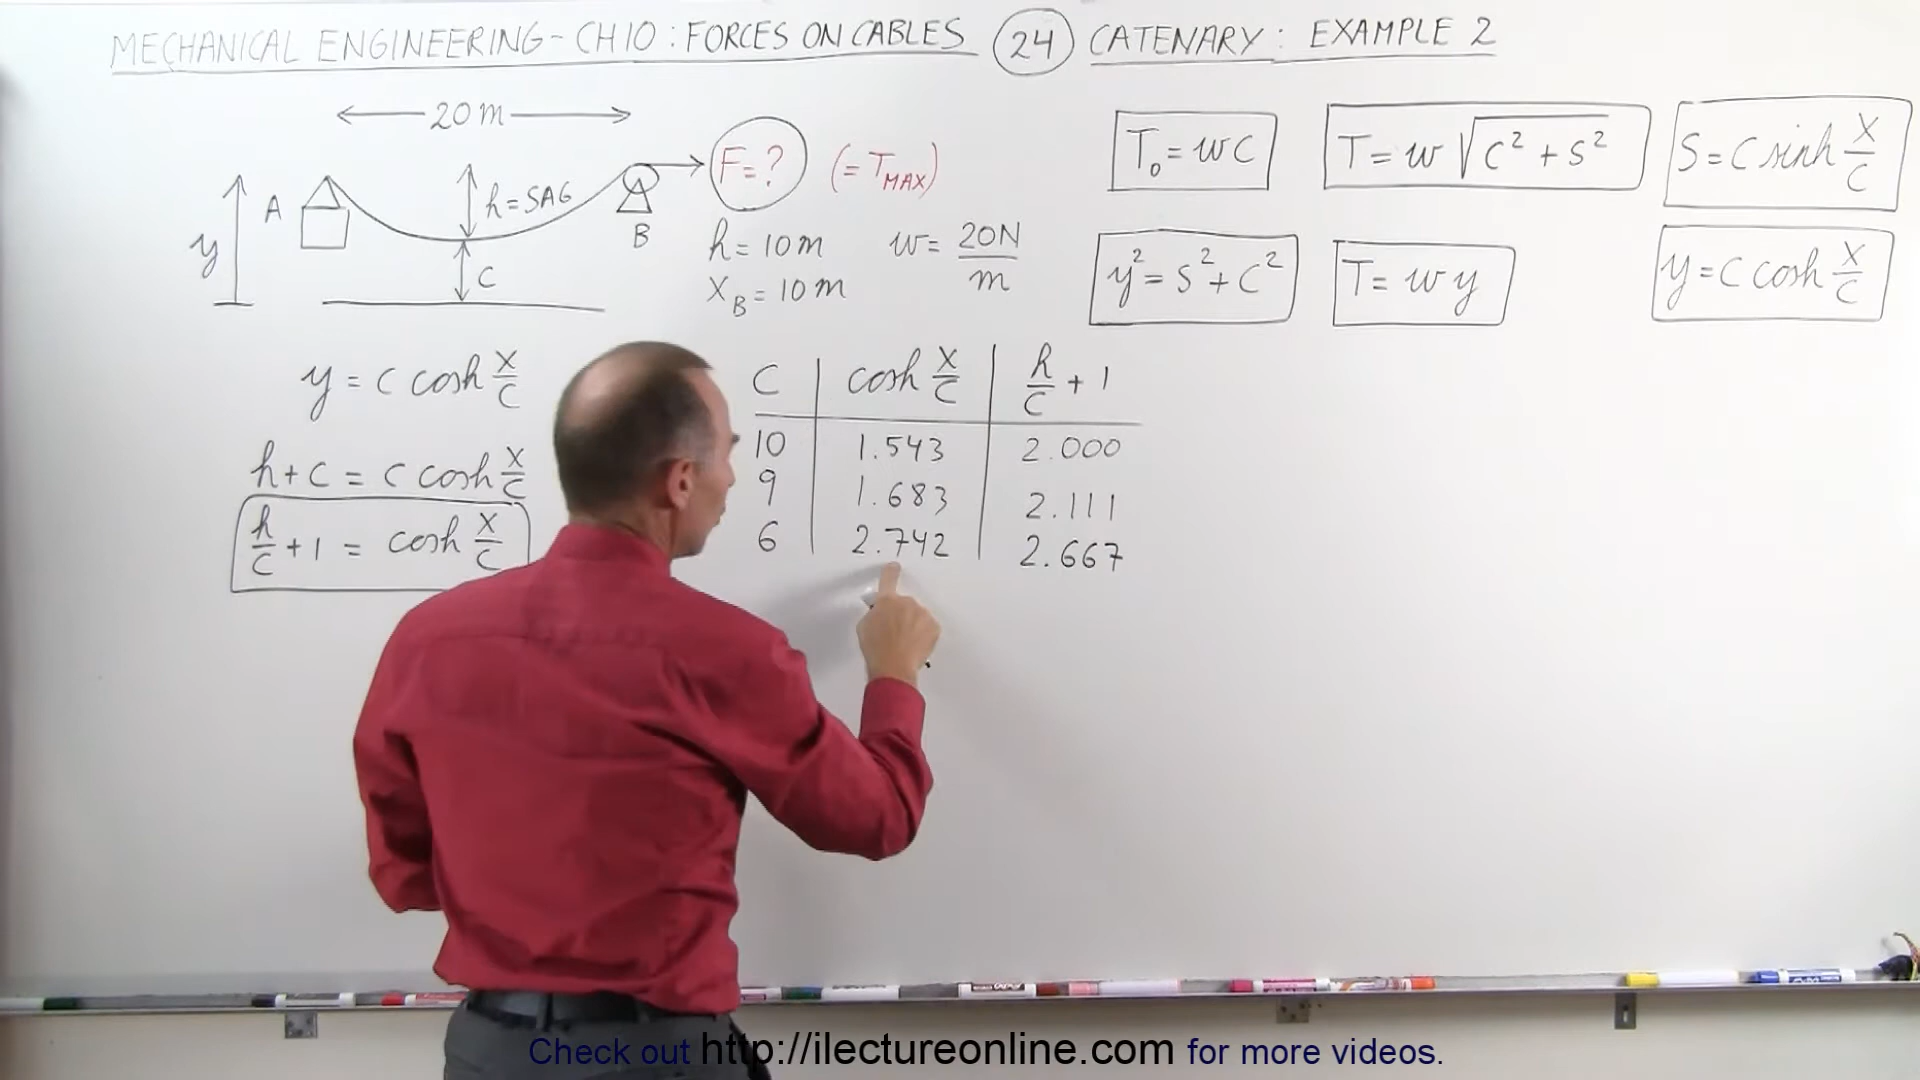 MECHANICAL ENGINEERING - CH 10 : FORCES ON CABLES (24) CATENARY : EXAMPLE 2
20 m
F = ? (= T_MAX)
h = SAG
A
B
y
C
h = 10 m
w = 20N/m
x_B = 10 m
T₀ = wc
T = w √(c² + s²)
S = c sinh x/c
y² = s² + c²
T = w y
y = c cosh x/c
y = c cosh x/c
h + c = c cosh x/c
h/c + 1 = cosh x/c
C | cosh x/c | h/c + 1
10 | 1.543 | 2.000
9 | 1.683 | 2.111
6 | 2.742 | 2.667
Check out http://ilectureonline.com for more videos.